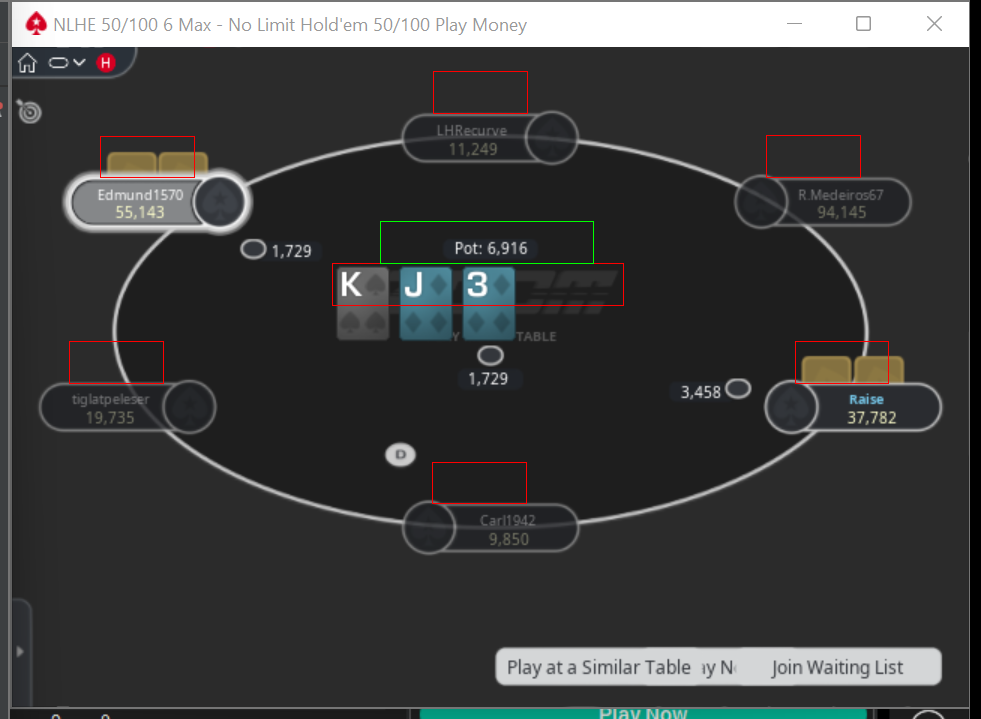 NLHE 50/100 6 Max - No Limit Hold'em 50/100 Play Money
H
LHRecurve
11,249
Edmund1570
55,143
R.Medeiros67
94,145
1,729
Pot: 6,916
K J 3
TABLE
1,729
tiglatpeleser
19,735
3,458
Raise
37,782
D
Carl1942
9,850
Play at a Similar Table
Join Waiting List
Play Now